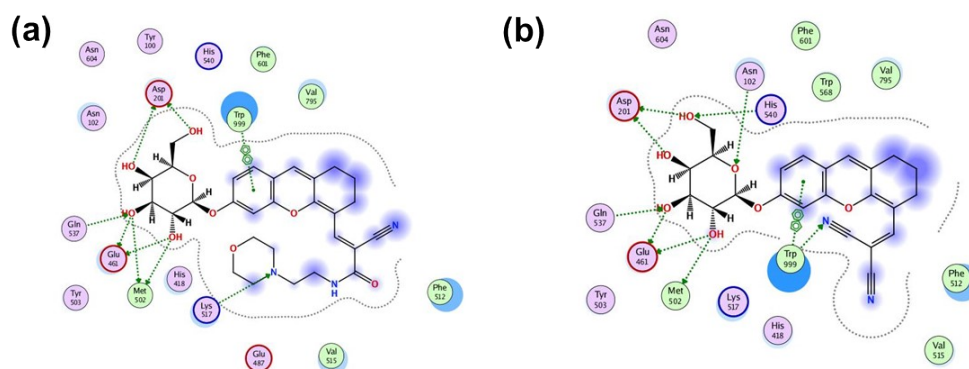 (a)
Asn
604
Tyr
100
His
540
Phe
601
Val
795
Asp
201
Asn
102
Trp
999
OH
HO
H
H
H
H
HO
O
H
OH
O
O
N
Gln
537
Glu
461
Met
502
His
418
O
N
N
H
O
Lys
517
Tyr
503
Phe
512
Glu
487
Val
515
(b)
Asn
604
Phe
601
Asn
102
Trp
568
Val
795
Asp
201
His
540
HO
HO
H
H
O
H
H
HO
H
OH
O
O
N
N
Gln
537
Glu
461
Met
502
Trp
999
Tyr
503
Lys
517
His
418
Phe
512
Val
515